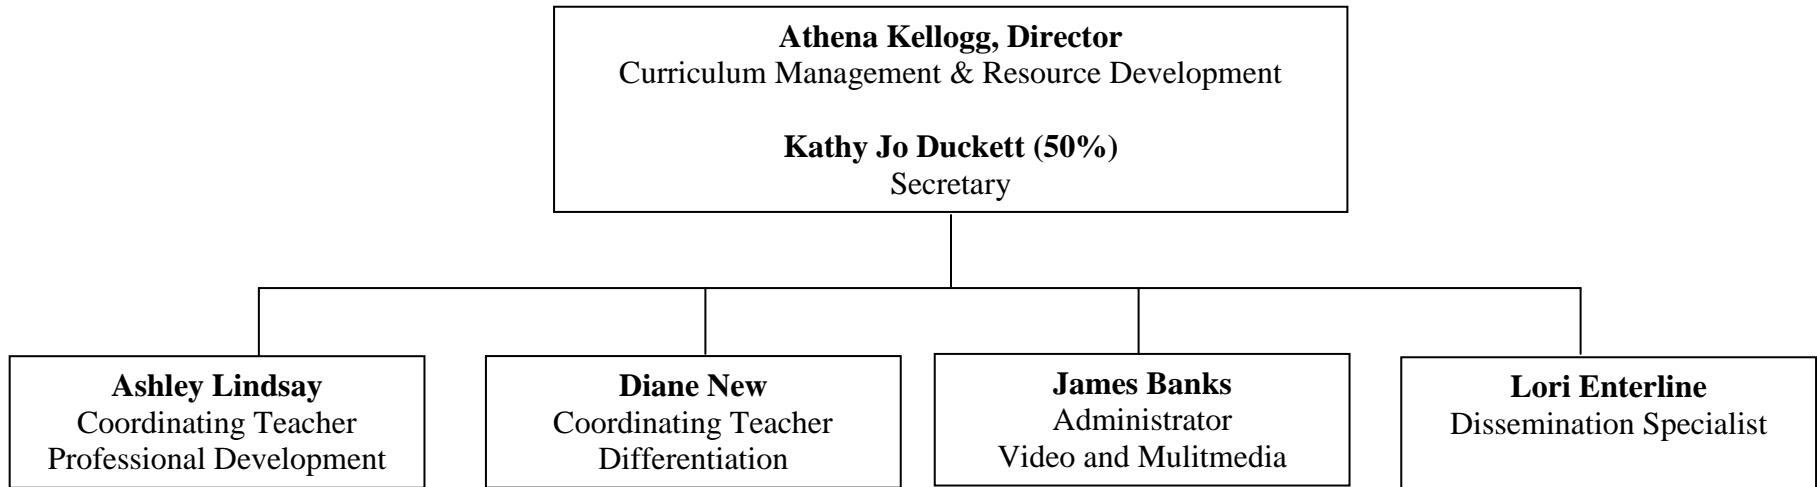 Athena Kellogg, Director
Curriculum Management & Resource Development
Kathy Jo Duckett (50%)
Secretary
Ashley Lindsay
Coordinating Teacher
Professional Development
Diane New
Coordinating Teacher
Differentiation
James Banks
Administrator
Video and Mulitmedia
Lori Enterline
Dissemination Specialist